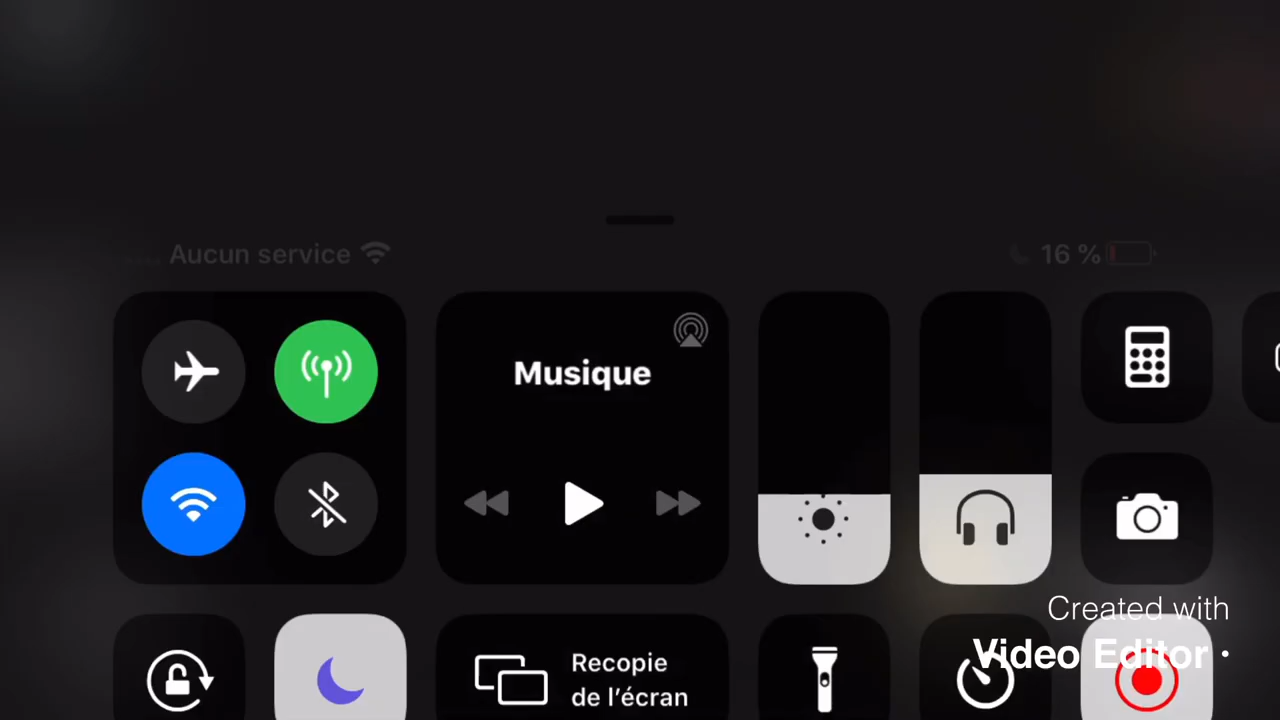 Aucun service
16 %
Musique
Recopie
de l'écran
Created with
Video Editor